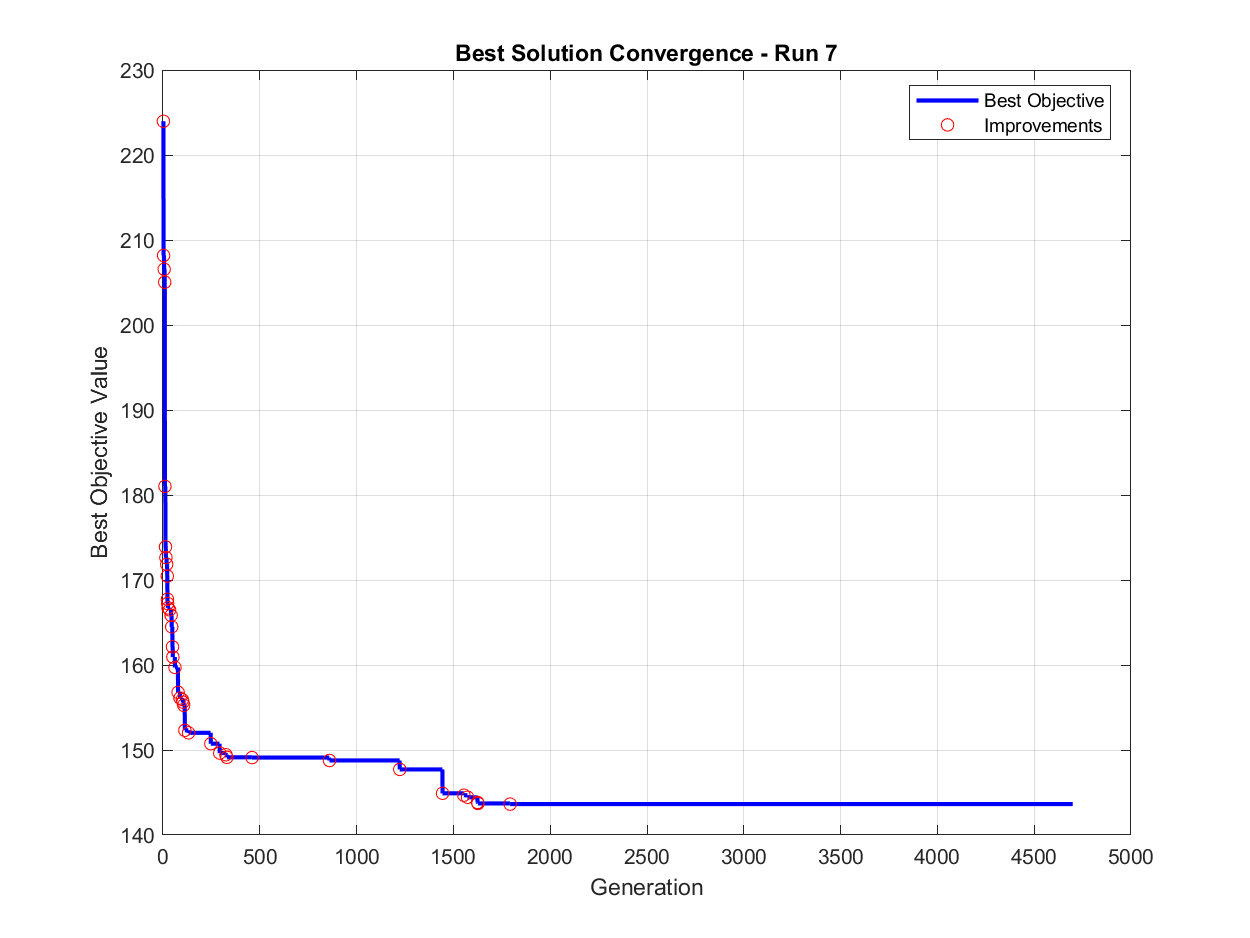 Best Solution Convergence - Run 7
Best Objective
Improvements
230
220
210
200
190
180
170
160
150
140
Best Objective Value
0 500 1000 1500 2000 2500 3000 3500 4000 4500 5000
Generation